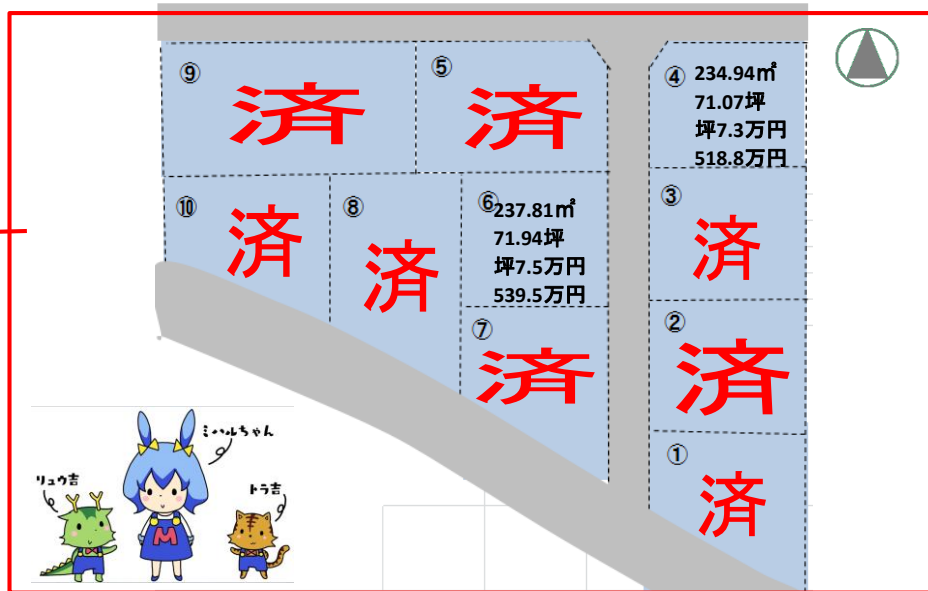 ⑨
済
⑤
済
④ 234.94㎡
71.07坪
坪7.3万円
518.8万円
⑩
済
⑧
済
⑥ 237.81㎡
71.94坪
坪7.5万円
539.5万円
③
済
⑦
済
②
済
①
済
ミハルちゃん
リュウ吉
トラ吉
M